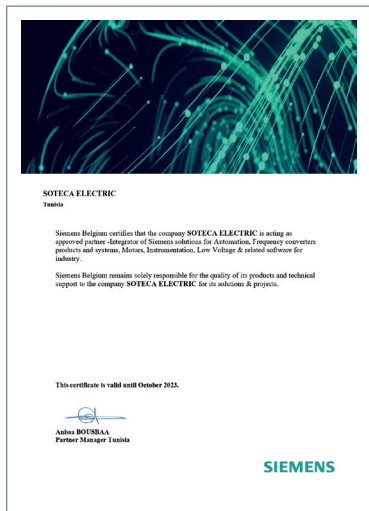 SOTECA ELECTRIC
Tunisia
Siemens Belgium certifies that the company SOTECA ELECTRIC is acting as
approved partner -Integrator of Siemens solutions for Automation, Frequency converters
products and systems, Motors, Instrumentation, Low Voltage & related software for
industry.
Siemens Belgium remains solely responsible for the quality of its products and technical
support to the company SOTECA ELECTRIC for its solutions & projects.
This certificate is valid until October 2023.
Anissa BOUSBAA
Partner Manager Tunisia
SIEMENS